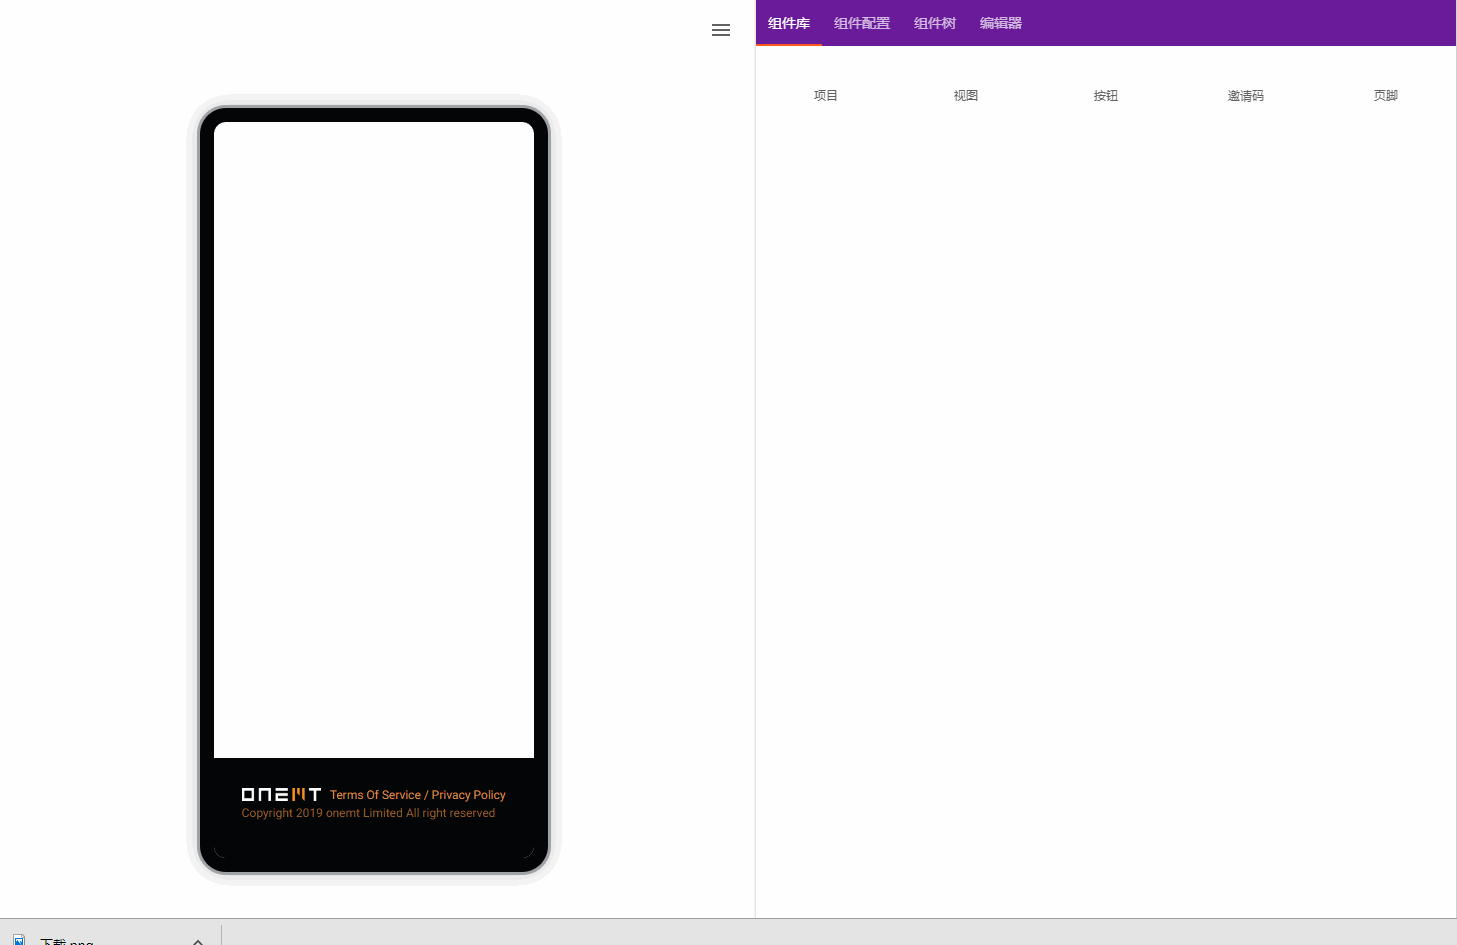 组件库 组件配置 组件树 编辑器
项目 视图 按钮 邀请码 页脚
ONEMT Terms Of Service / Privacy Policy
Copyright 2019 onemt Limited All right reserved
下载.png